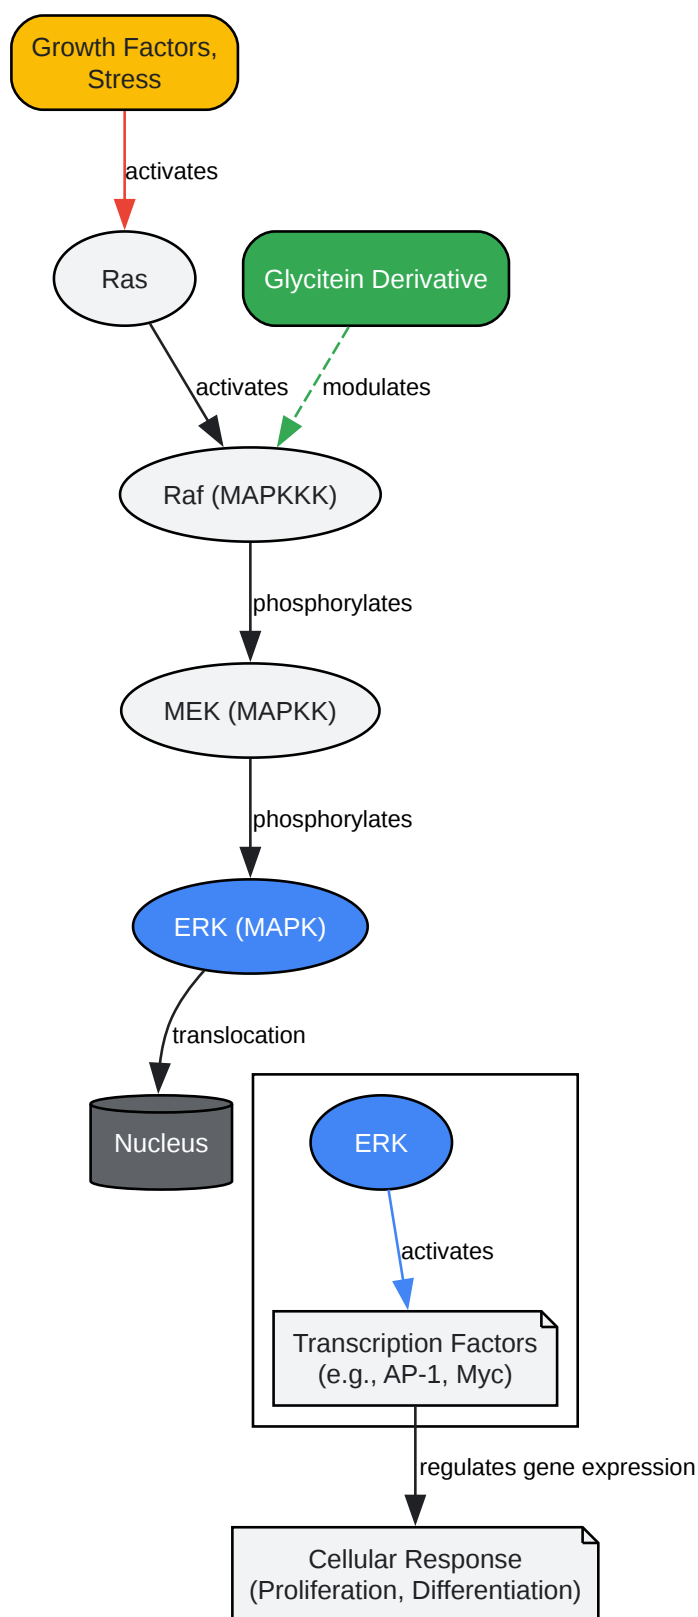 Growth Factors,
Stress
activates
Ras
Glycitein Derivative
activates
modulates
Raf (MAPKKK)
phosphorylates
MEK (MAPKK)
phosphorylates
ERK (MAPK)
translocation
Nucleus
ERK
activates
Transcription Factors
(e.g., AP-1, Myc)
regulates gene expression
Cellular Response
(Proliferation, Differentiation)